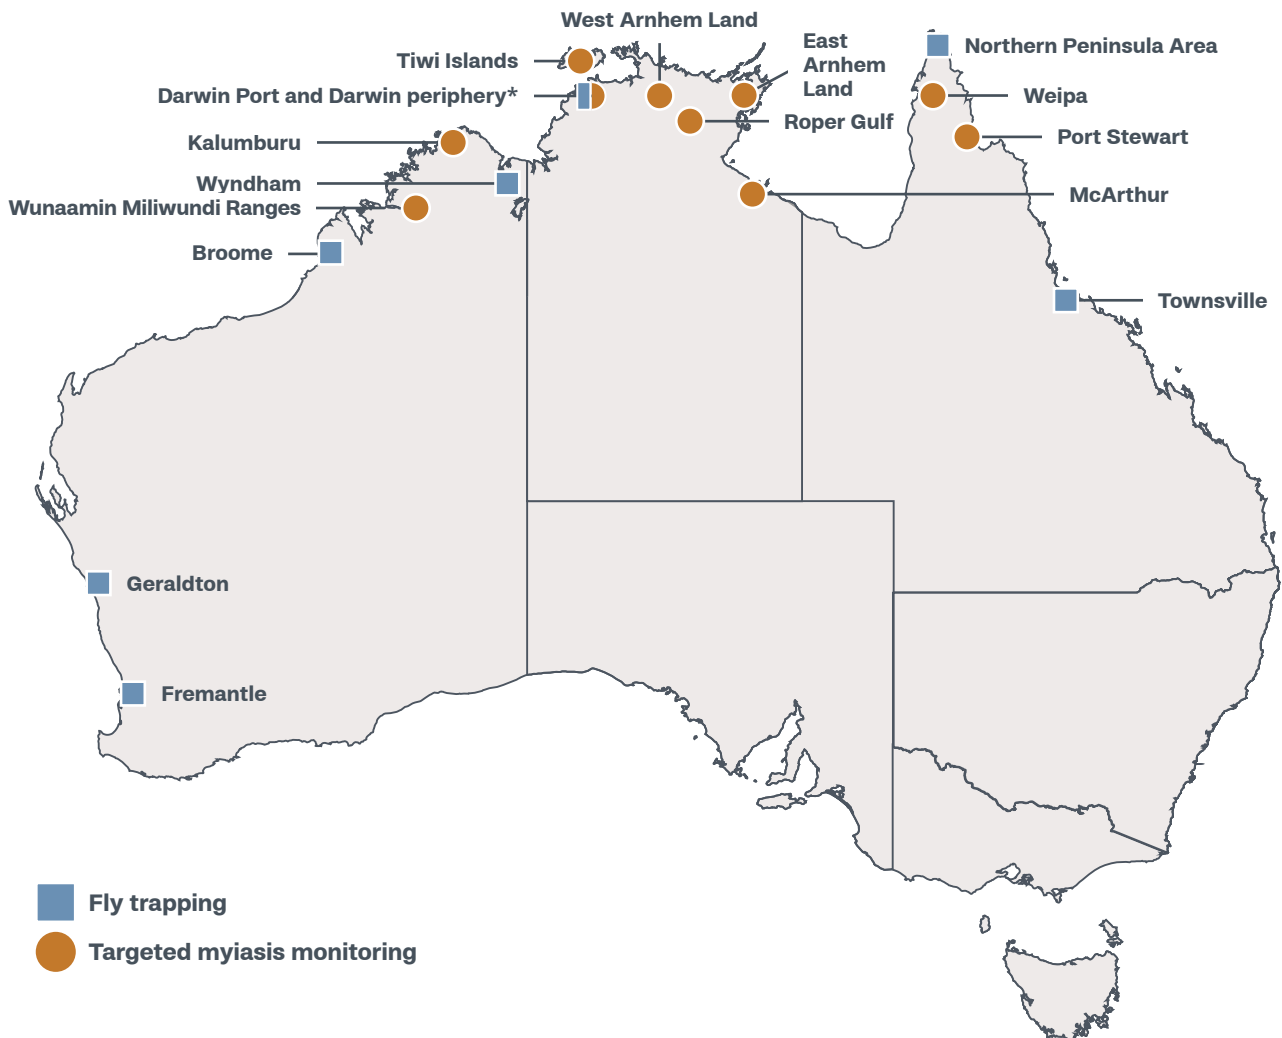 West Arnhem Land
Tiwi Islands
East
Arnhem
Land
Northern Peninsula Area
Darwin Port and Darwin periphery*
Weipa
Roper Gulf
Kalumburu
Port Stewart
Wyndham
McArthur
Wunaamin Miliwundi Ranges
Broome
Townsville
Geraldton
Fremantle
Fly trapping
Targeted myiasis monitoring